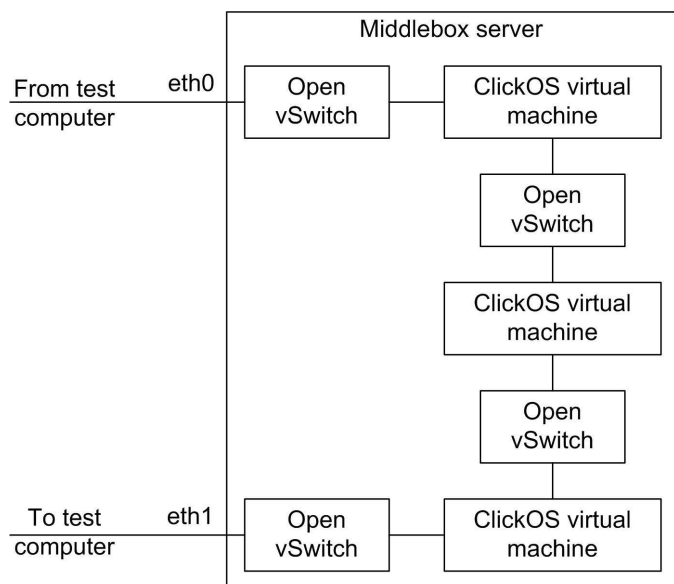 Middlebox server
From test
computer
eth0
Open
vSwitch
ClickOS virtual
machine
Open
vSwitch
ClickOS virtual
machine
Open
vSwitch
To test
computer
eth1
Open
vSwitch
ClickOS virtual
machine